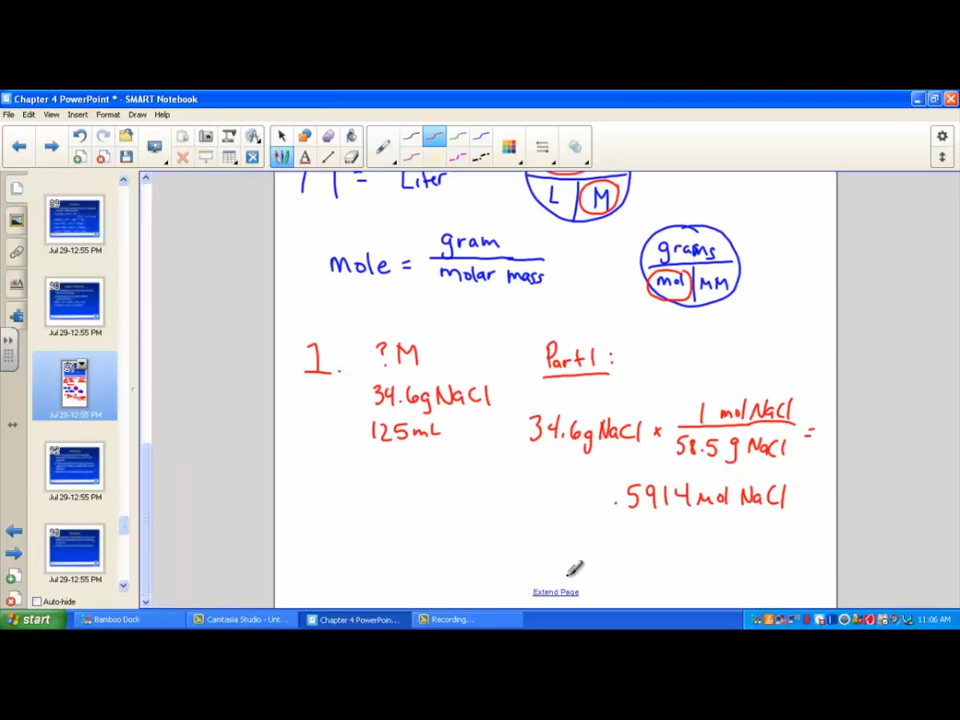 Chapter 4 PowerPoint * - SMART Notebook
File Edit View Insert Format Draw Help
M = Liter
L M
mole = gram
molar mass
grams
mol MM
1. ? M
34.6g NaCl
125mL
Part 1 :
34.6g NaCl × 1 mol NaCl
58.5 g NaCl =
.5914 mol NaCl
Extend Page
Jul 29-12:55 PM
Jul 29-12:55 PM
Jul 29-12:55 PM
Jul 29-12:55 PM
Jul 29-12:55 PM
Auto-hide
start Bamboo Dock Camtasia Studio - Unt... Chapter 4 PowerPoin... Recording... 11:06 AM